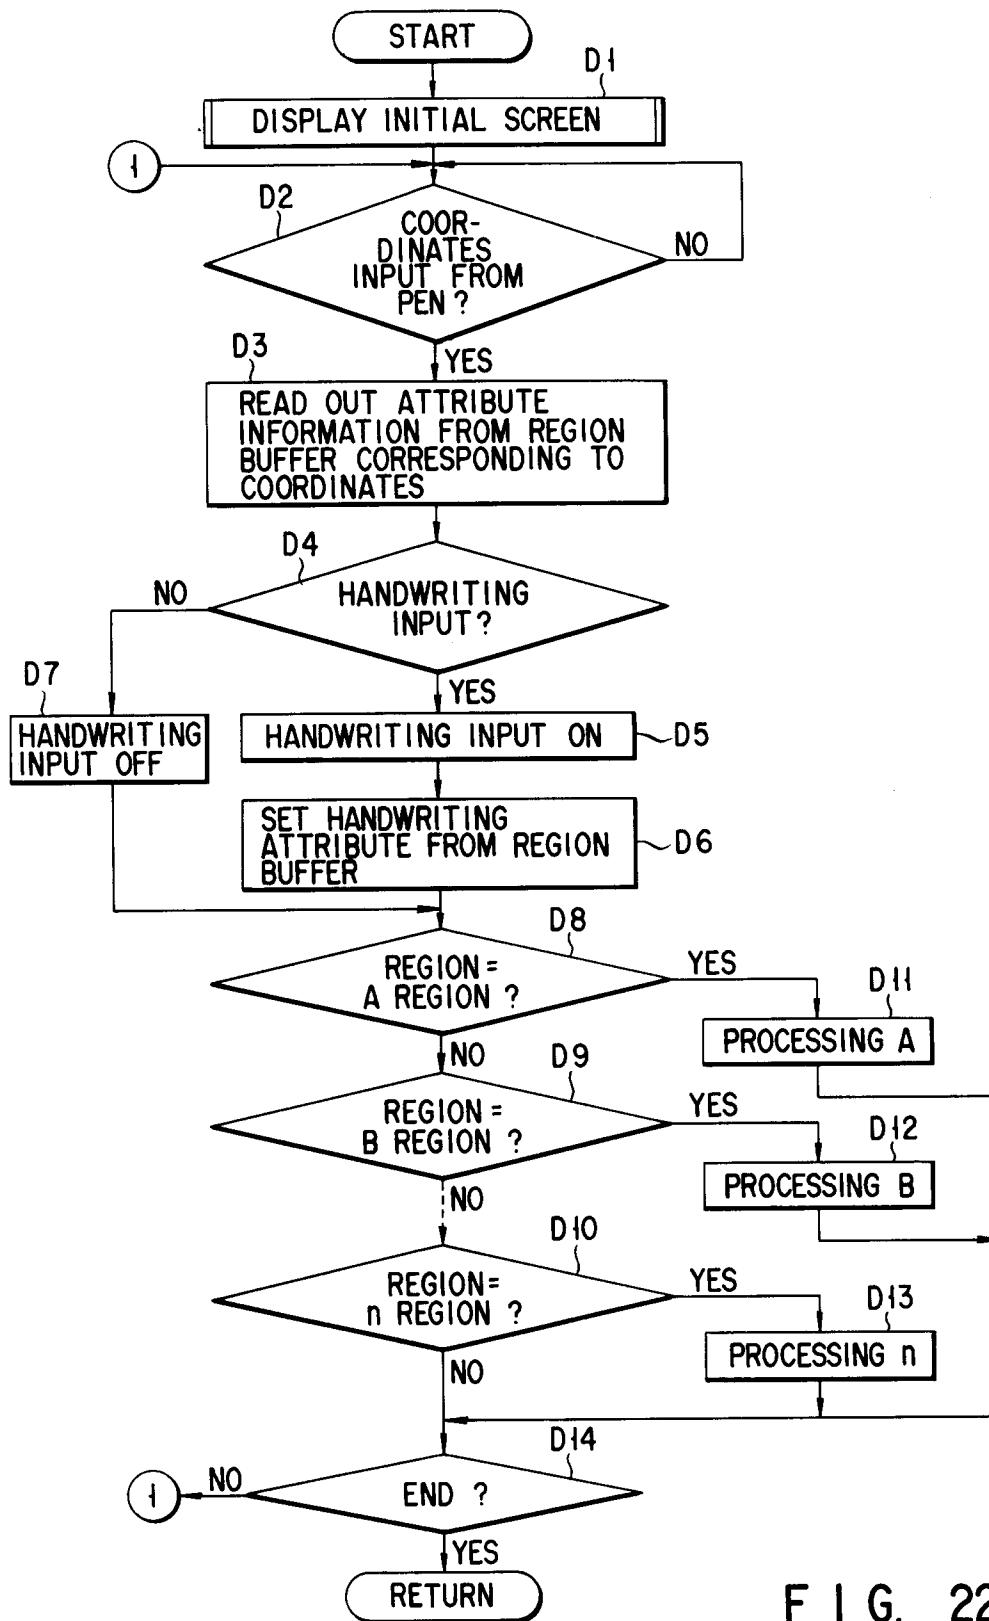 START
D1
DISPLAY INITIAL SCREEN
1
D2
COOR-
DINATES
INPUT FROM
PEN ?
NO
YES
D3
READ OUT ATTRIBUTE
INFORMATION FROM REGION
BUFFER CORRESPONDING TO
COORDINATES
D4
NO
HANDWRITING
INPUT ?
YES
D7
HANDWRITING
INPUT OFF
HANDWRITING INPUT ON
D5
SET HANDWRITING
ATTRIBUTE FROM REGION
BUFFER
D6
D8
REGION =
A REGION ?
YES
D11
PROCESSING A
NO
D9
REGION =
B REGION ?
YES
D12
PROCESSING B
NO
D10
REGION =
n REGION ?
YES
D13
PROCESSING n
NO
D14
1
NO
END ?
YES
RETURN
FIG. 22